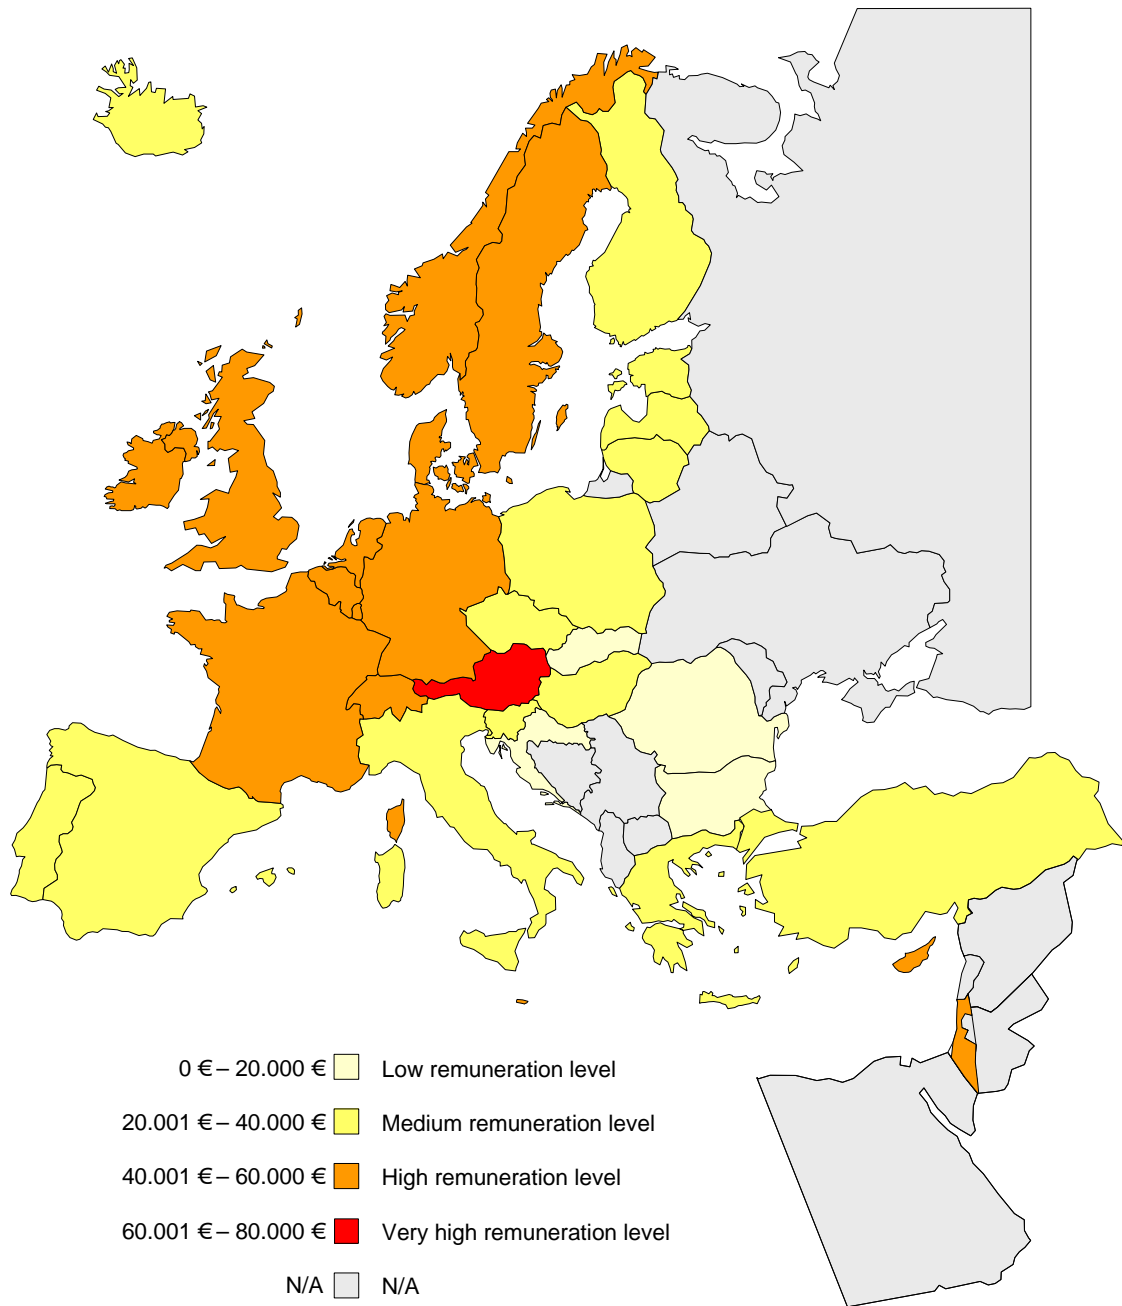 0 € – 20.000 € Low remuneration level
20.001 € – 40.000 € Medium remuneration level
40.001 € – 60.000 € High remuneration level
60.001 € – 80.000 € Very high remuneration level
N/A N/A